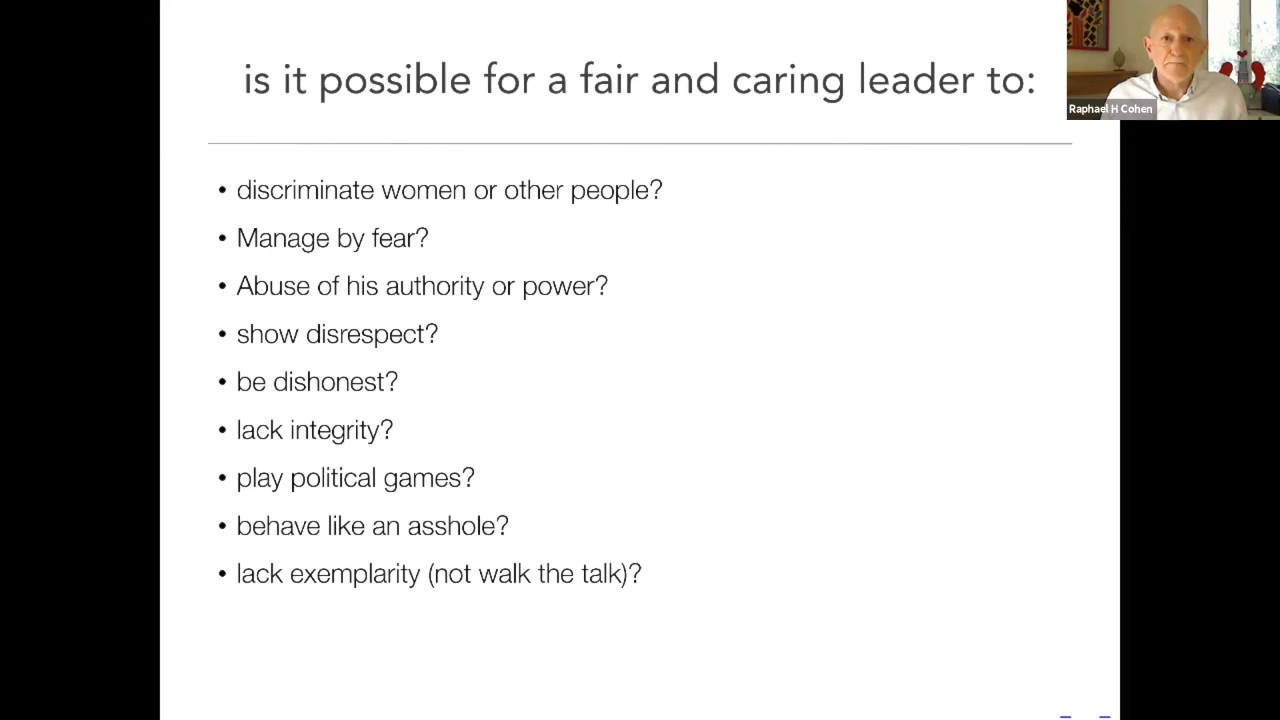 is it possible for a fair and caring leader to:
Raphael H Cohen
• discriminate women or other people?
• Manage by fear?
• Abuse of his authority or power?
• show disrespect?
• be dishonest?
• lack integrity?
• play political games?
• behave like an asshole?
• lack exemplarity (not walk the talk)?